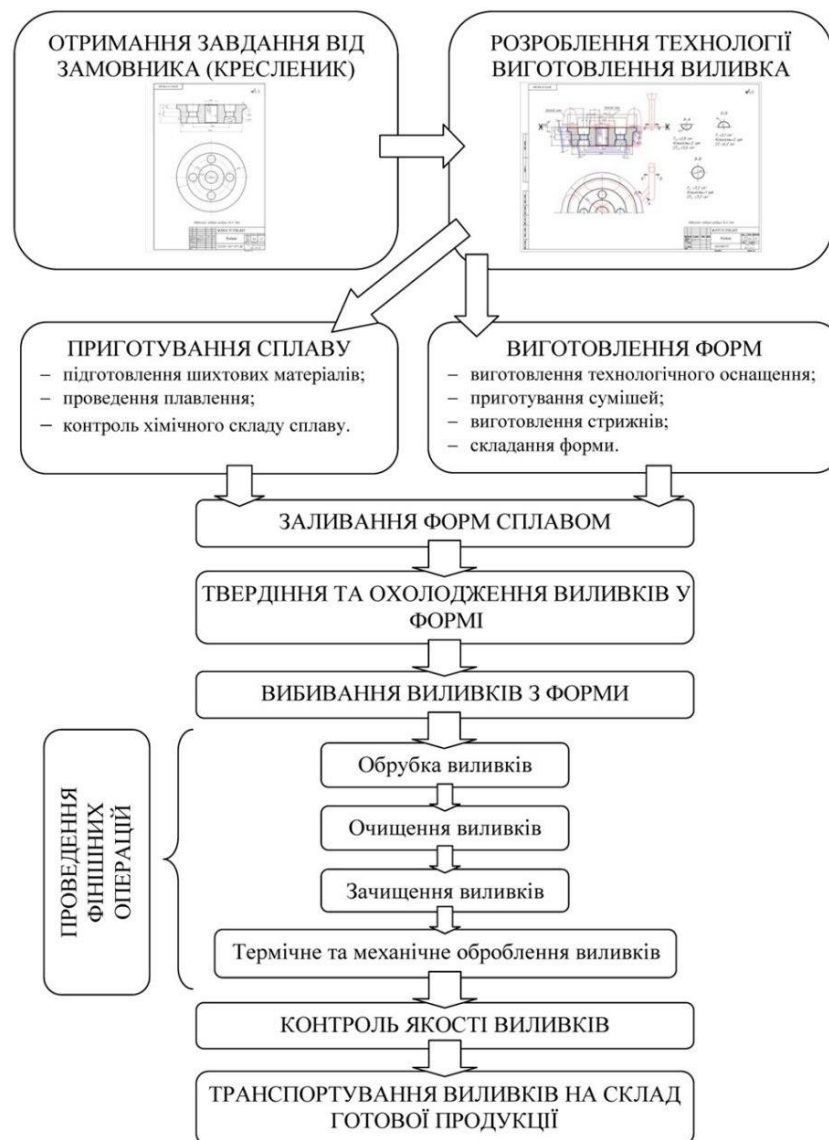 ОТРИМАННЯ ЗАВДАННЯ ВІД
ЗАМОВНИКА (КРЕСЛЕНИК)
РОЗРОБЛЕННЯ ТЕХНОЛОГІЇ
ВИГОТОВЛЕННЯ ВИЛИВКА
ПРИГОТУВАННЯ СПЛАВУ
– підготовлення шихтових матеріалів;
– проведення плавлення;
– контроль хімічного складу сплаву.
ВИГОТОВЛЕННЯ ФОРМ
– виготовлення технологічного оснащення;
– приготування сумішей;
– виготовлення стрижнів;
– складання форми.
ЗАЛИВАННЯ ФОРМ СПЛАВОМ
ТВЕРДІННЯ ТА ОХОЛОДЖЕННЯ ВИЛИВКІВ У
ФОРМІ
ВИБИВАННЯ ВИЛИВКІВ З ФОРМИ
ПРОВЕДЕННЯ
ФІНІШНИХ
ОПЕРАЦІЙ
Обрубка виливків
Очищення виливків
Зачищення виливків
Термічне та механічне оброблення виливків
КОНТРОЛЬ ЯКОСТІ ВИЛИВКІВ
ТРАНСПОРТУВАННЯ ВИЛИВКІВ НА СКЛАД
ГОТОВОЇ ПРОДУКЦІЇ